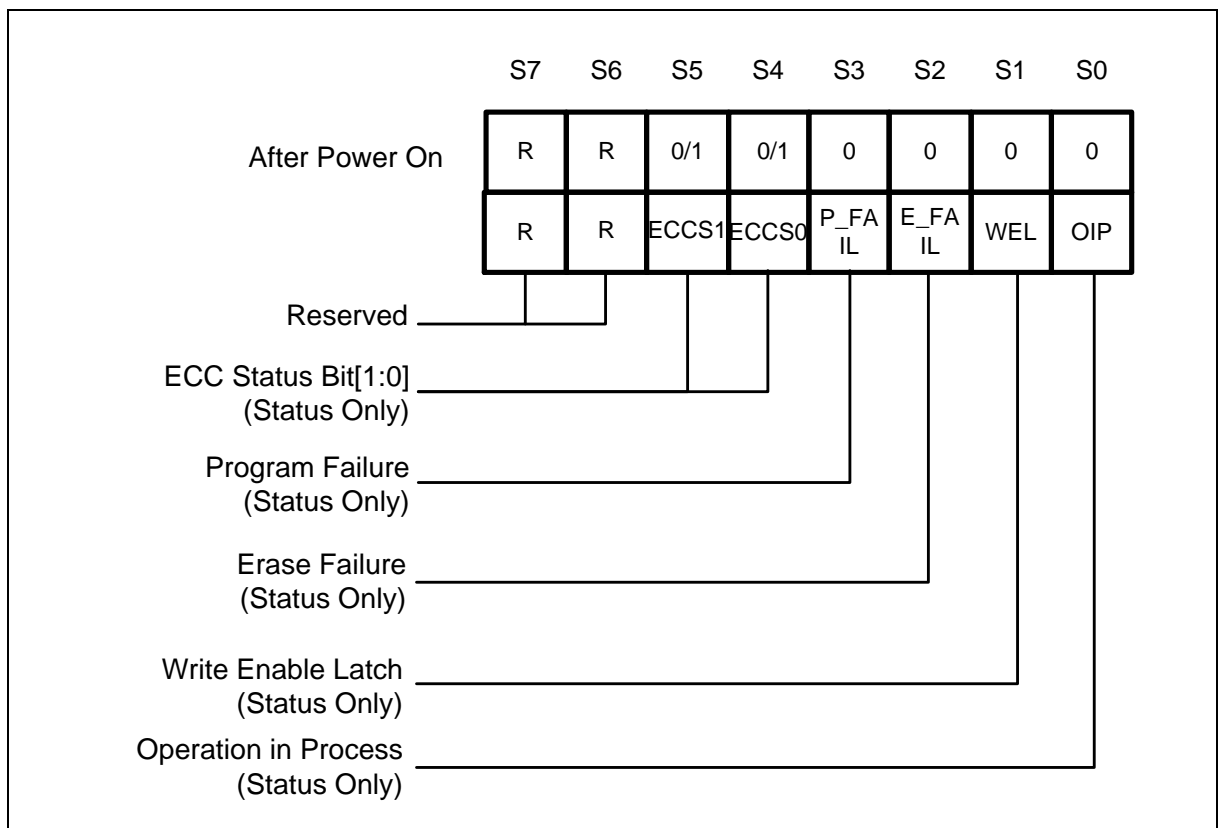 S7 S6 S5 S4 S3 S2 S1 S0
After Power On R R 0/1 0/1 0 0 0 0
R R ECCS1 ECCS0 P_FA E_FA WEL OIP
IL IL
Reserved
ECC Status Bit[1:0]
(Status Only)
Program Failure
(Status Only)
Erase Failure
(Status Only)
Write Enable Latch
(Status Only)
Operation in Process
(Status Only)